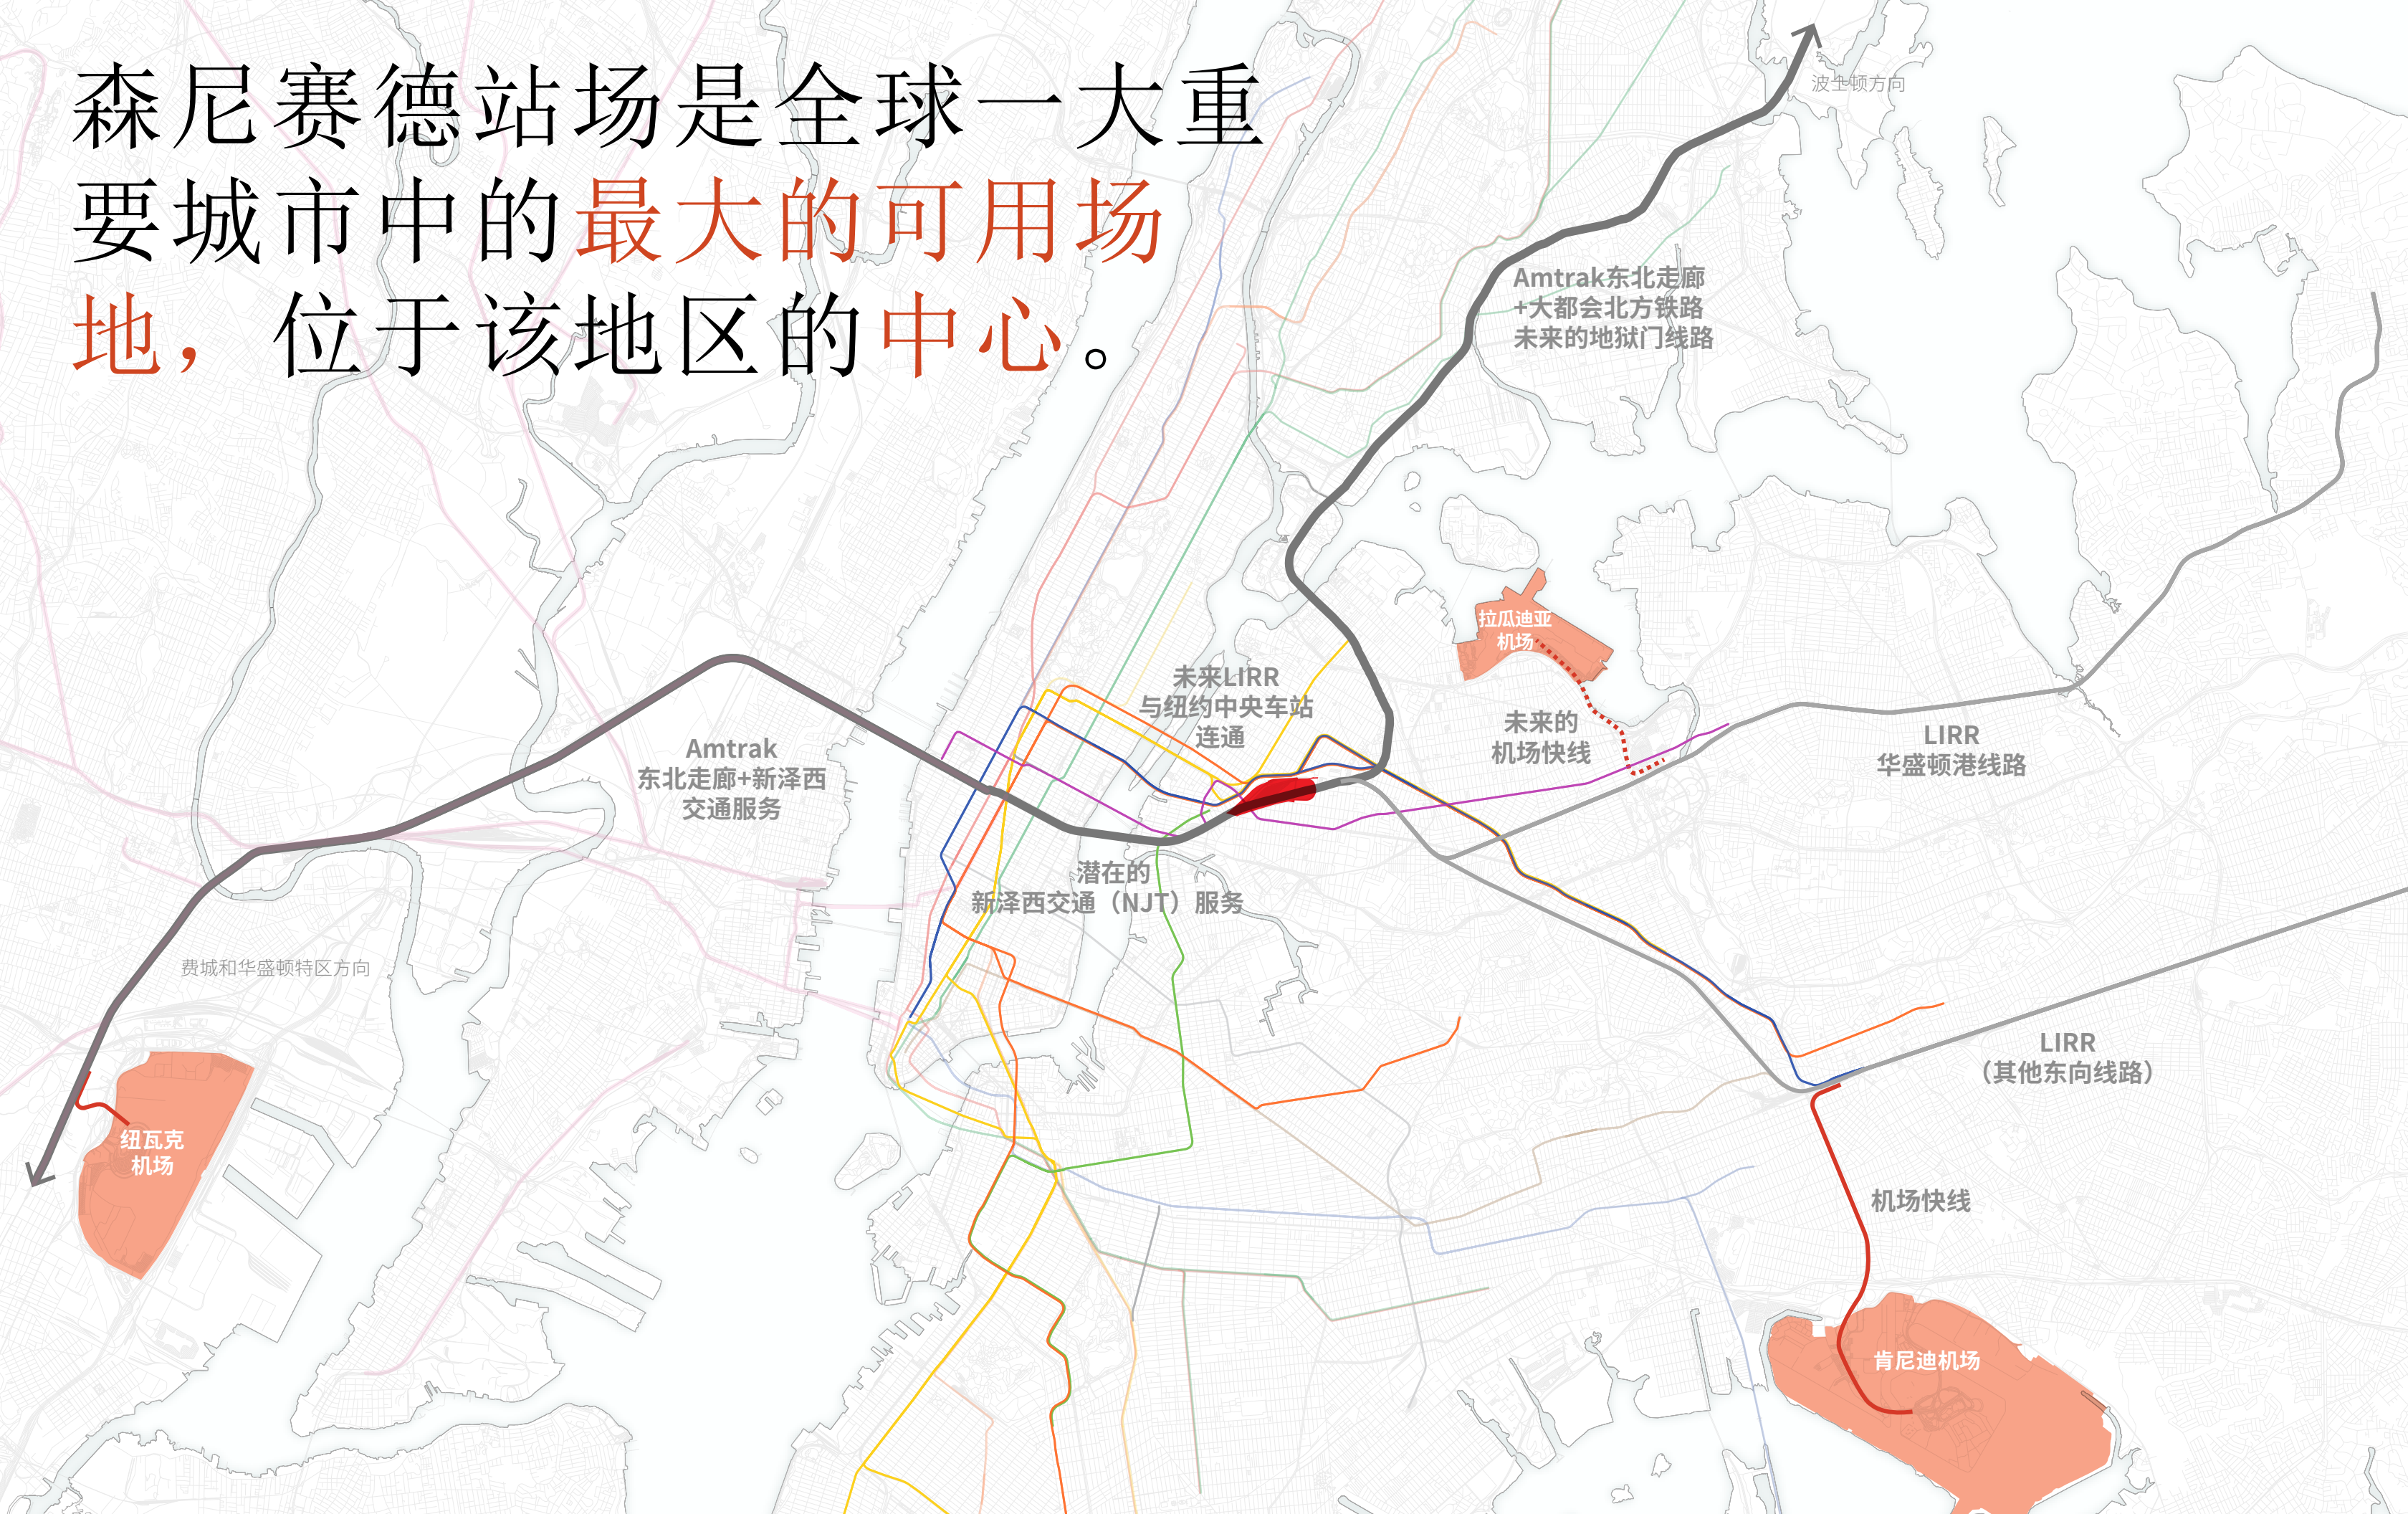 森尼赛德站场是全球一大重
要城市中的最大的可用场
地，位于该地区的中心。
波士顿方向
Amtrak东北走廊
+大都会北方铁路
未来的地狱门线路
拉瓜迪亚
机场
未来LIRR
与纽约中央车站
连通
未来的
机场快线
LIRR
华盛顿港线路
Amtrak
东北走廊+新泽西
交通服务
潜在的
新泽西交通（NJT）服务
费城和华盛顿特区方向
LIRR
（其他东向线路）
纽瓦克
机场
机场快线
肯尼迪机场